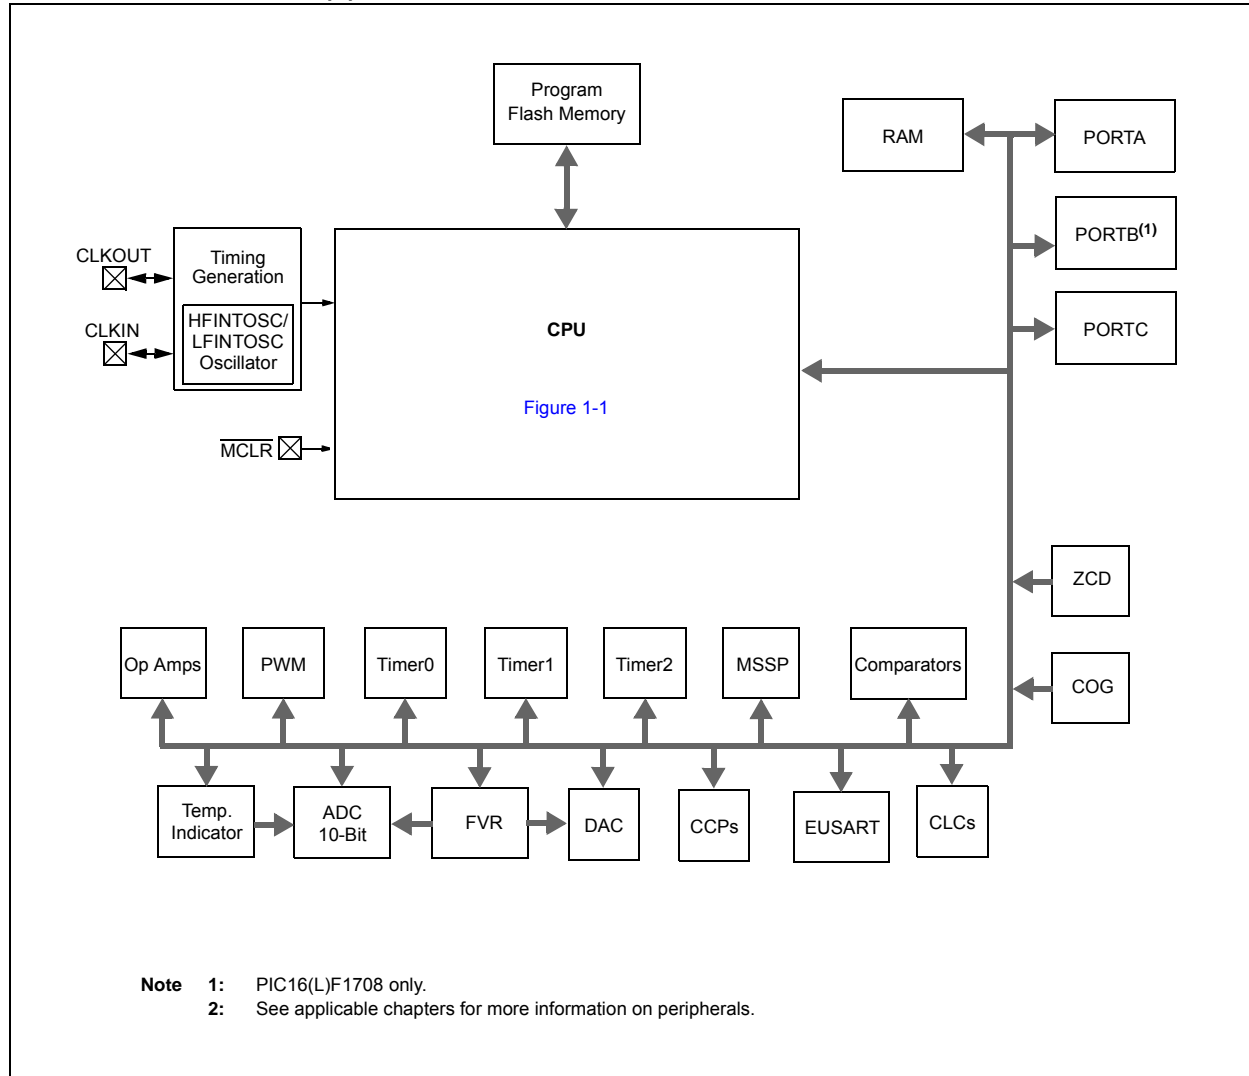 Program
Flash Memory
RAM
PORTA
CLKOUT
Timing
Generation
PORTB(1)
CLKIN
HFINTOSC/
LFINTOSC
Oscillator
CPU
PORTC
Figure 1-1
MCLR
ZCD
Op Amps
PWM
Timer0
Timer1
Timer2
MSSP
Comparators
COG
Temp.
Indicator
ADC
10-Bit
FVR
DAC
CCPs
EUSART
CLCs
Note 1: PIC16(L)F1708 only.
2: See applicable chapters for more information on peripherals.